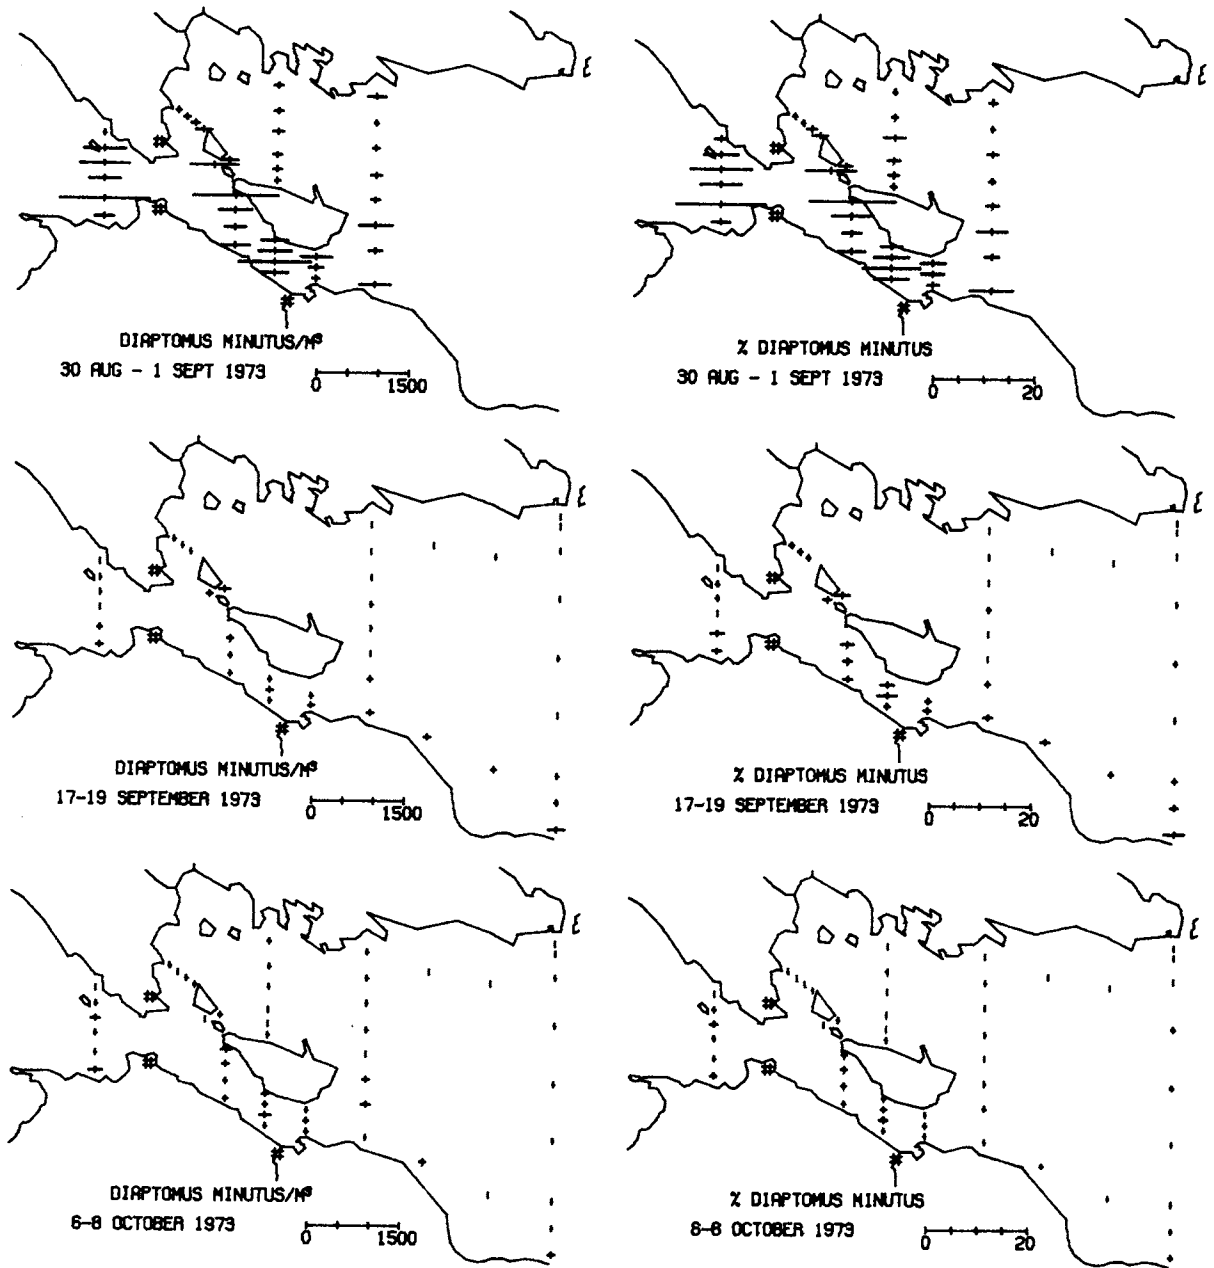 DIAPTOMUS MINUTUS/M³
30 AUG - 1 SEPT 1973
0 1500
% DIAPTOMUS MINUTUS
30 AUG - 1 SEPT 1973
0 20
DIAPTOMUS MINUTUS/M³
17-19 SEPTEMBER 1973
0 1500
% DIAPTOMUS MINUTUS
17-19 SEPTEMBER 1973
0 20
DIAPTOMUS MINUTUS/M³
6-8 OCTOBER 1973
0 1500
% DIAPTOMUS MINUTUS
6-8 OCTOBER 1973
0 20